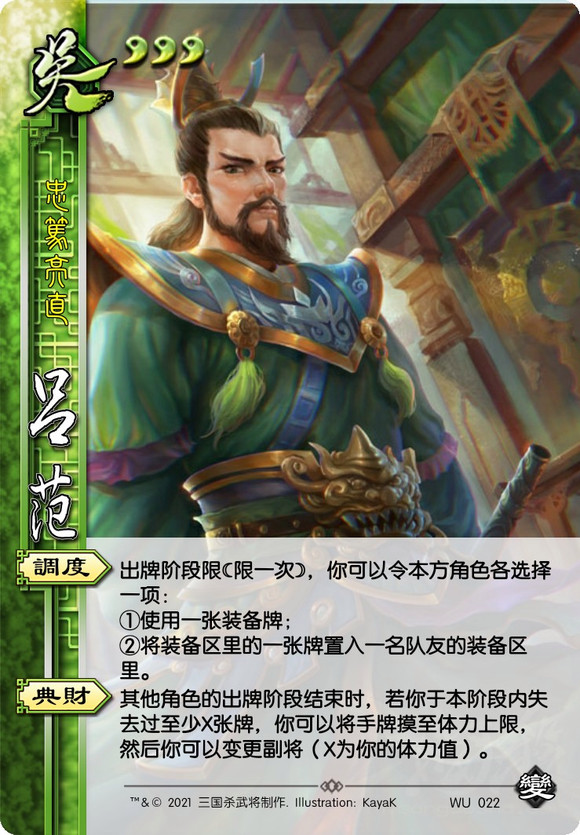 吴
忠篤亮直
吕范
調度
出牌阶段限（限一次），你可以令本方角色各选择
一项：
①使用一张装备牌；
②将装备区里的一张牌置入一名队友的装备区
里。
典財
其他角色的出牌阶段结束时，若你于本阶段内失
去过至少X张牌，你可以将手牌摸至体力上限，
然后你可以变更副将（X为你的体力值）。
™&© 2021 三国杀武将制作. Illustration: KayaK
WU 022
變